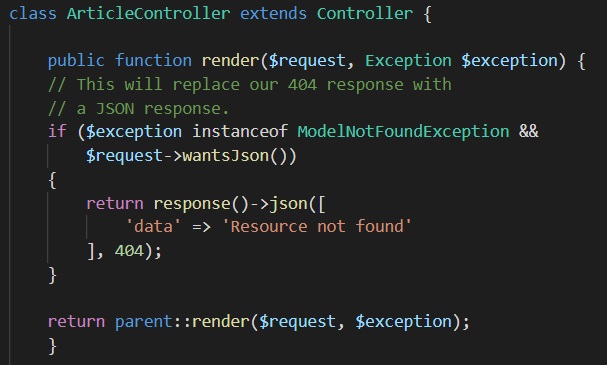 class ArticleController extends Controller {
public function render($request, Exception $exception) {
// This will replace our 404 response with
// a JSON response.
if ($exception instanceof ModelNotFoundException &&
$request->wantsJson())
{
return response()->json([
'data' => 'Resource not found'
], 404);
}
return parent::render($request, $exception);
}